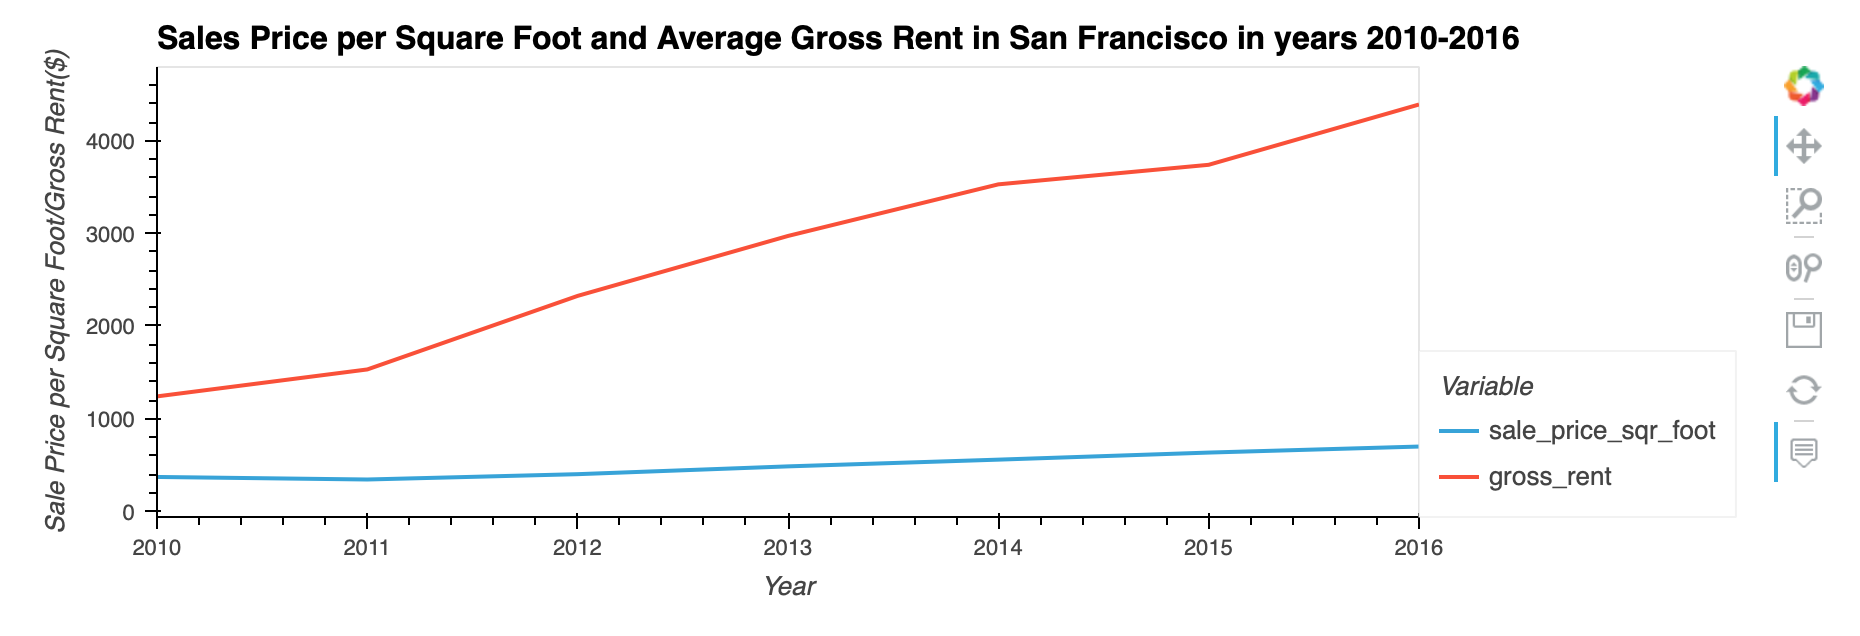 Sales Price per Square Foot and Average Gross Rent in San Francisco in years 2010-2016
Sale Price per Square Foot/Gross Rent($)
4000
3000
2000
1000
0
2010 2011 2012 2013 2014 2015 2016
Year
Variable
sale_price_sqr_foot
gross_rent